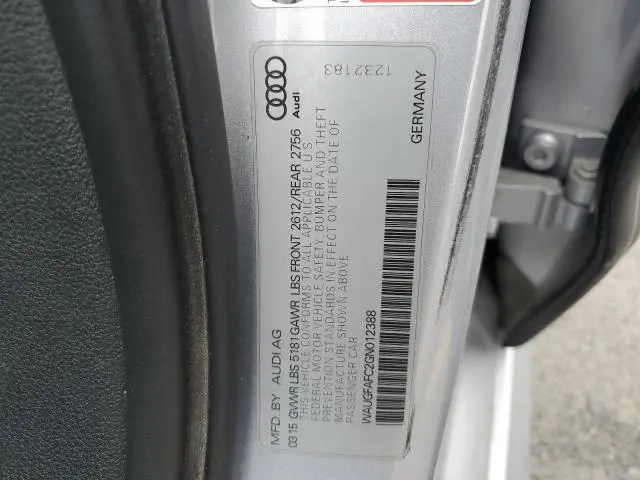 Audi
1232183
MFD BY AUDI AG
03 15 GVWR LBS 5181 GAWR LBS FRONT 2612/REAR 2756
THIS VEHICLE CONFORMS TO ALL APPLICABLE U.S.
FEDERAL MOTOR VEHICLE SAFETY, BUMPER AND THEFT
PREVENTION STANDARDS IN EFFECT ON THE DATE OF
MANUFACTURE SHOWN ABOVE
PASSENGER CAR
WAUGFAFC2GN012388
GERMANY